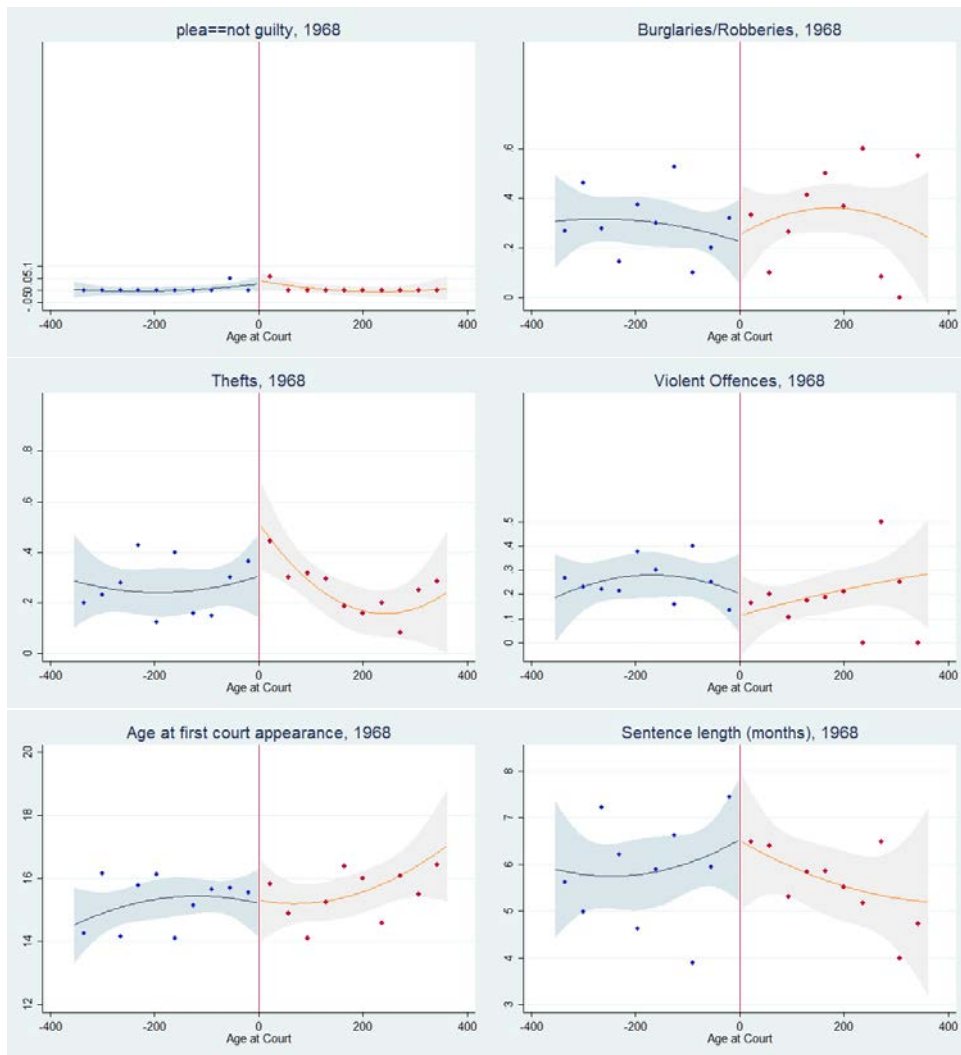 plea==not guilty, 1968
-.05 0 .05 .1
-400 -200 0 200 400
Age at Court
Burglaries/Robberies, 1968
0 .2 .4 .6
-400 -200 0 200 400
Age at Court
Thefts, 1968
0 .2 .4 .6 .8
-400 -200 0 200 400
Age at Court
Violent Offences, 1968
0 .1 .2 .3 .4 .5
-400 -200 0 200 400
Age at Court
Age at first court appearance, 1968
12 14 16 18 20
-400 -200 0 200 400
Age at Court
Sentence length (months), 1968
3 4 5 6 7 8
-400 -200 0 200 400
Age at Court